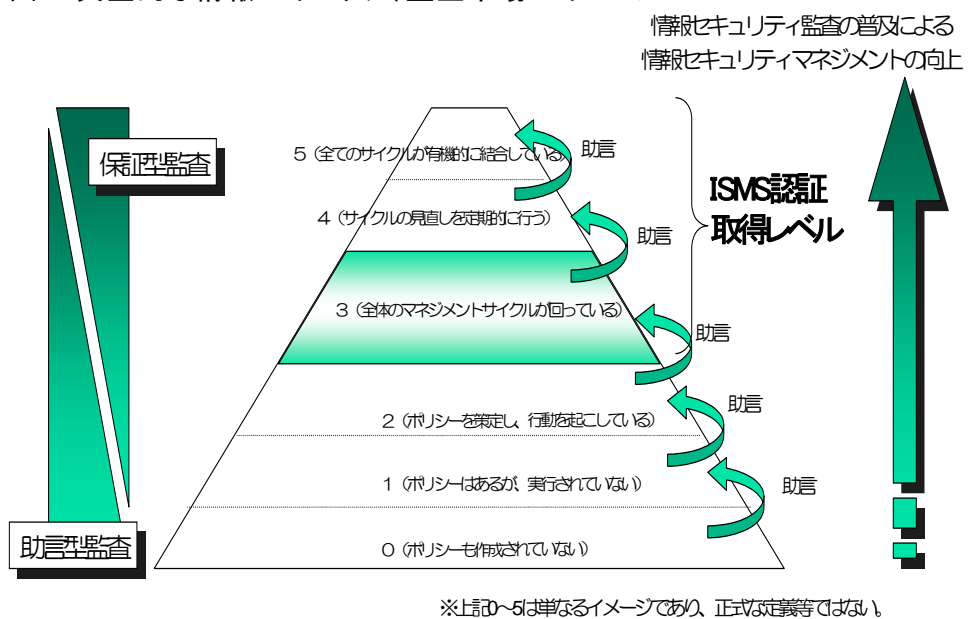 情報セキュリティ監査の普及による
情報セキュリティマネジメントの向上
保証型監査
5（全てのサイクルが有機的に結合している）
助言
ISMS認証
取得レベル
4（サイクルの見直しを定期的に行う）
助言
3（全体のマネジメントサイクルが回っている）
助言
2（ポリシーを策定し、行動を起こしている）
助言
1（ポリシーはあるが、実行されていない）
助言
助言型監査
0（ポリシーも作成されていない）
※上記0～5は単なるイメージであり、正式な定義等ではない。